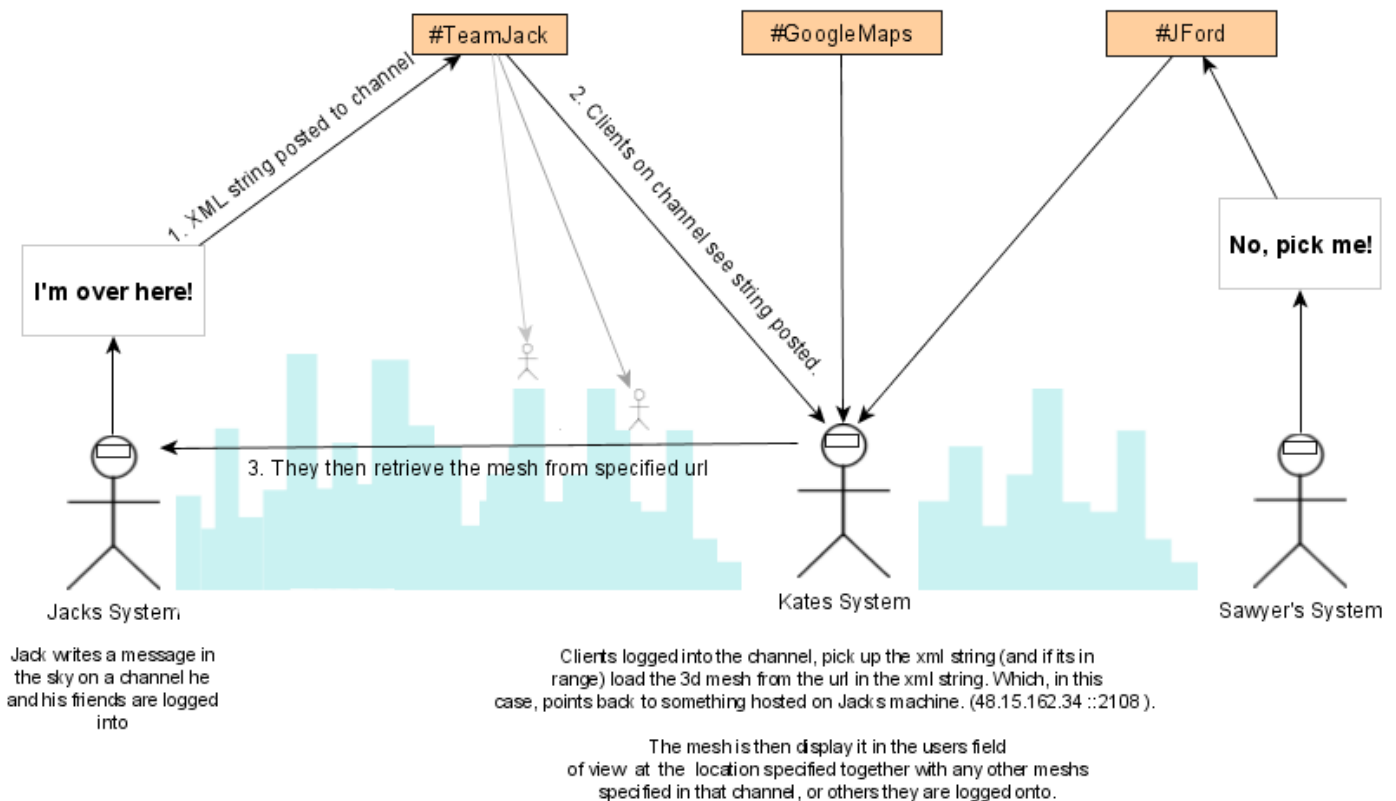 #TeamJack
#GoogleMaps
#JFord
1. XML string posted to channel
2. Clients on channel see string posted.
I'm over here!
No, pick me!
3. They then retrieve the mesh from specified url
Jacks System
Kates System
Sawyer's System
Jack writes a message in
the sky on a channel he
and his friends are logged
into
Clients logged into the channel, pick up the xml string (and if its in
range) load the 3d mesh from the url in the xml string. Which, in this
case, points back to something hosted on Jacks machine. (48.15.162.34 ::2108 ).
The mesh is then display it in the users field
of view at the location specified together with any other meshs
specified in that channel, or others they are logged onto.